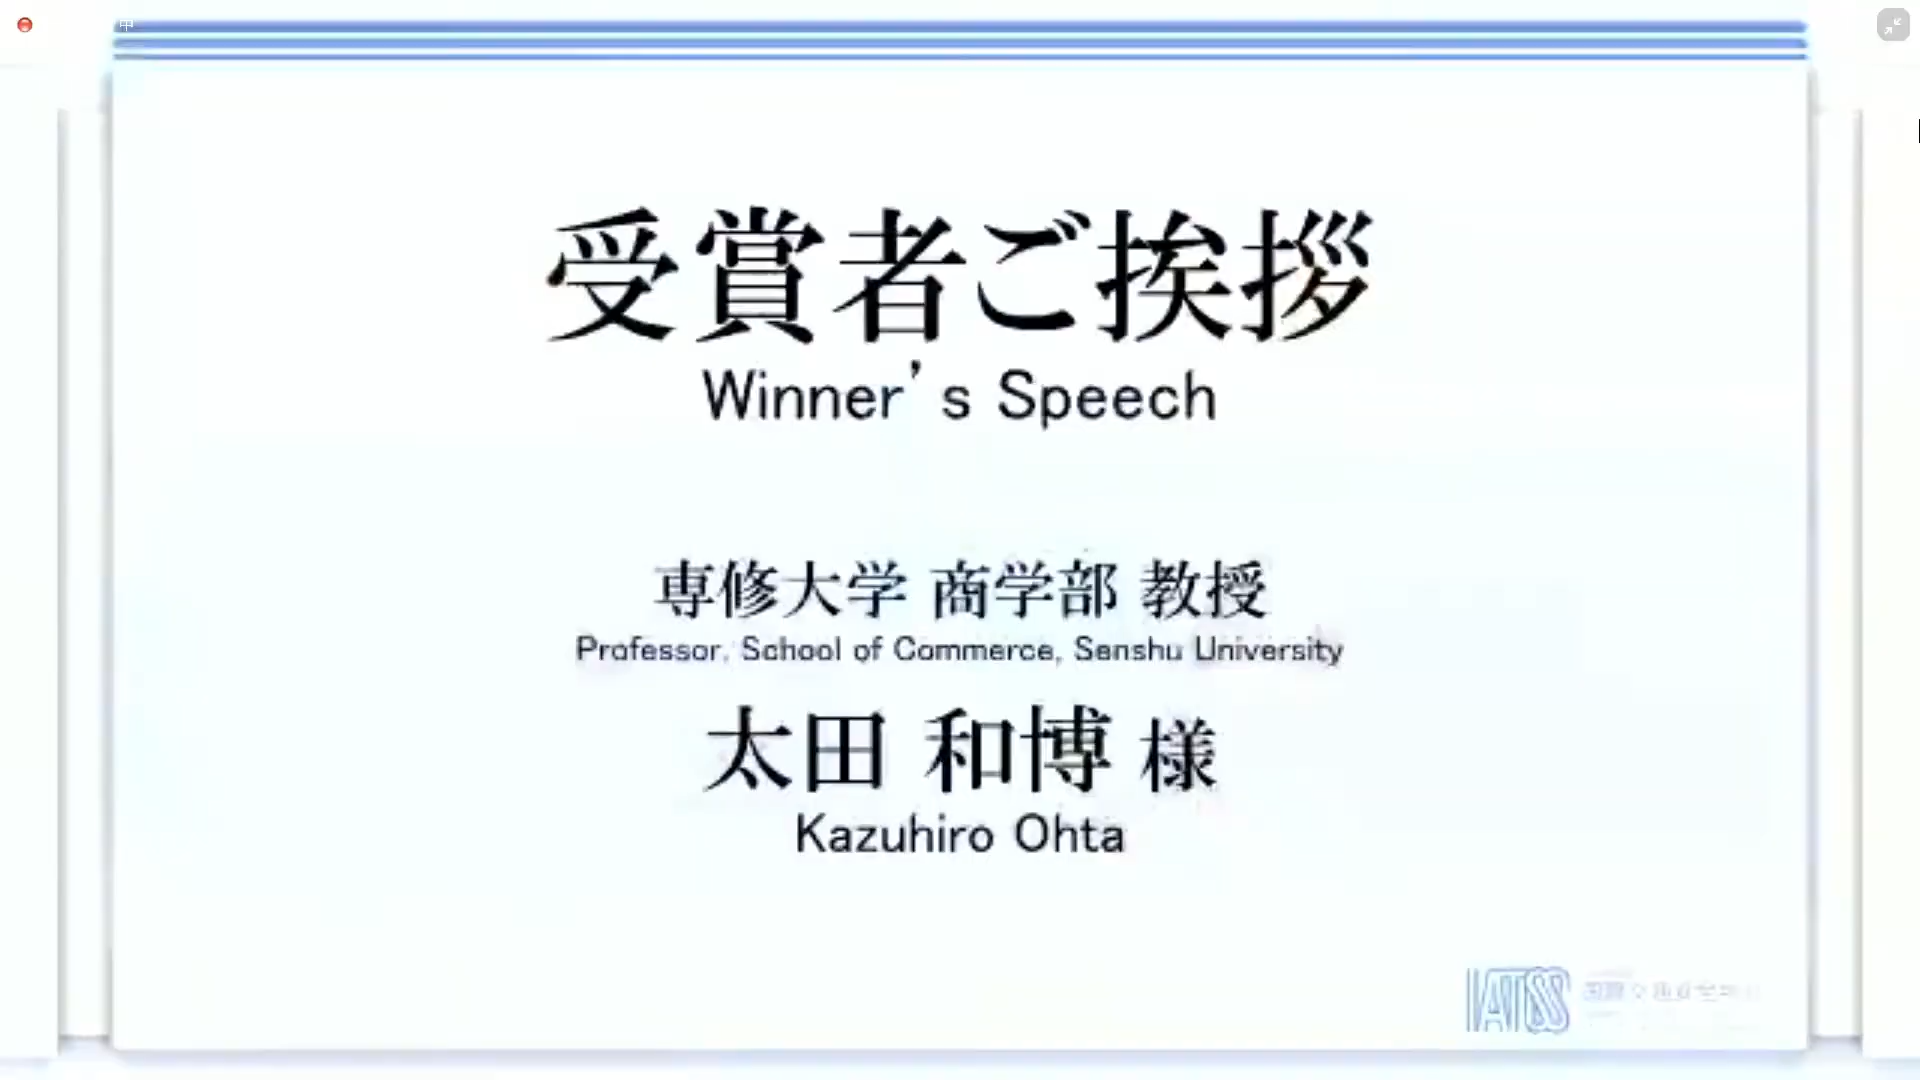 受賞者ご挨拶
Winner's Speech
専修大学 商学部 教授
Professor, School of Commerce, Senshu University
太田 和博 様
Kazuhiro Ohta
IATSS